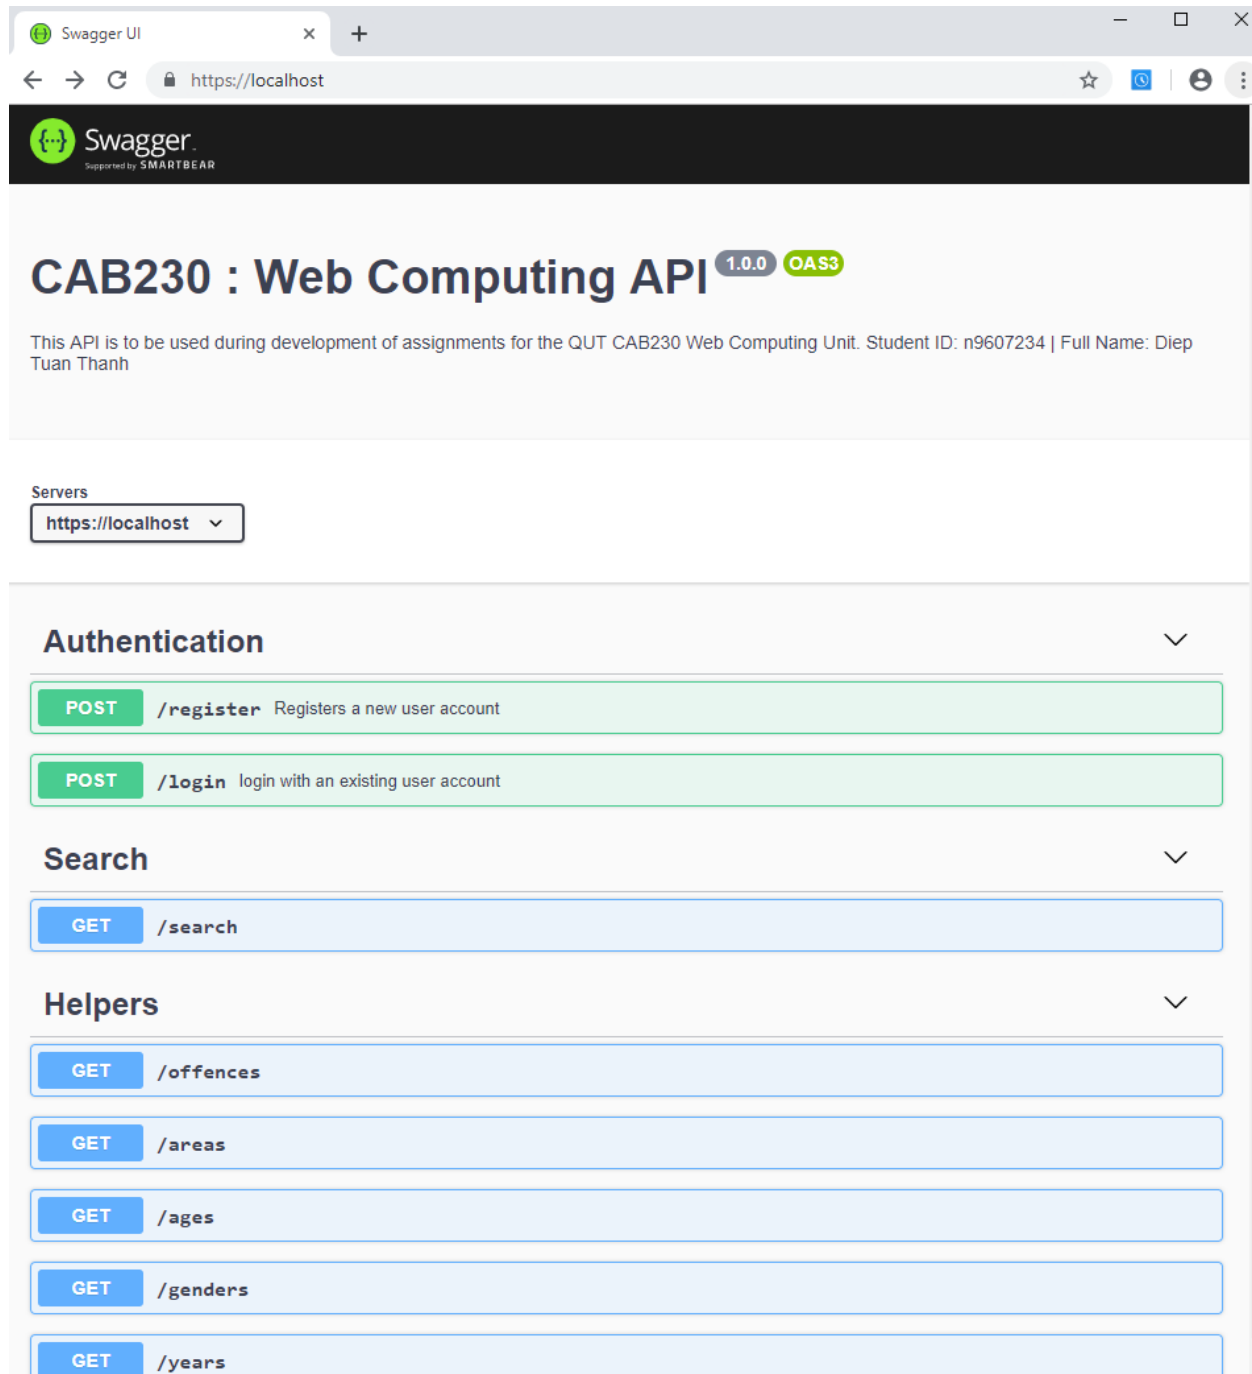 Swagger UI
https://localhost
{···} Swagger.
Supported by SMARTBEAR
CAB230 : Web Computing API 1.0.0 OAS3
This API is to be used during development of assignments for the QUT CAB230 Web Computing Unit. Student ID: n9607234 | Full Name: Diep
Tuan Thanh
Servers
https://localhost
Authentication
POST /register Registers a new user account
POST /login login with an existing user account
Search
GET /search
Helpers
GET /offences
GET /areas
GET /ages
GET /genders
GET /years